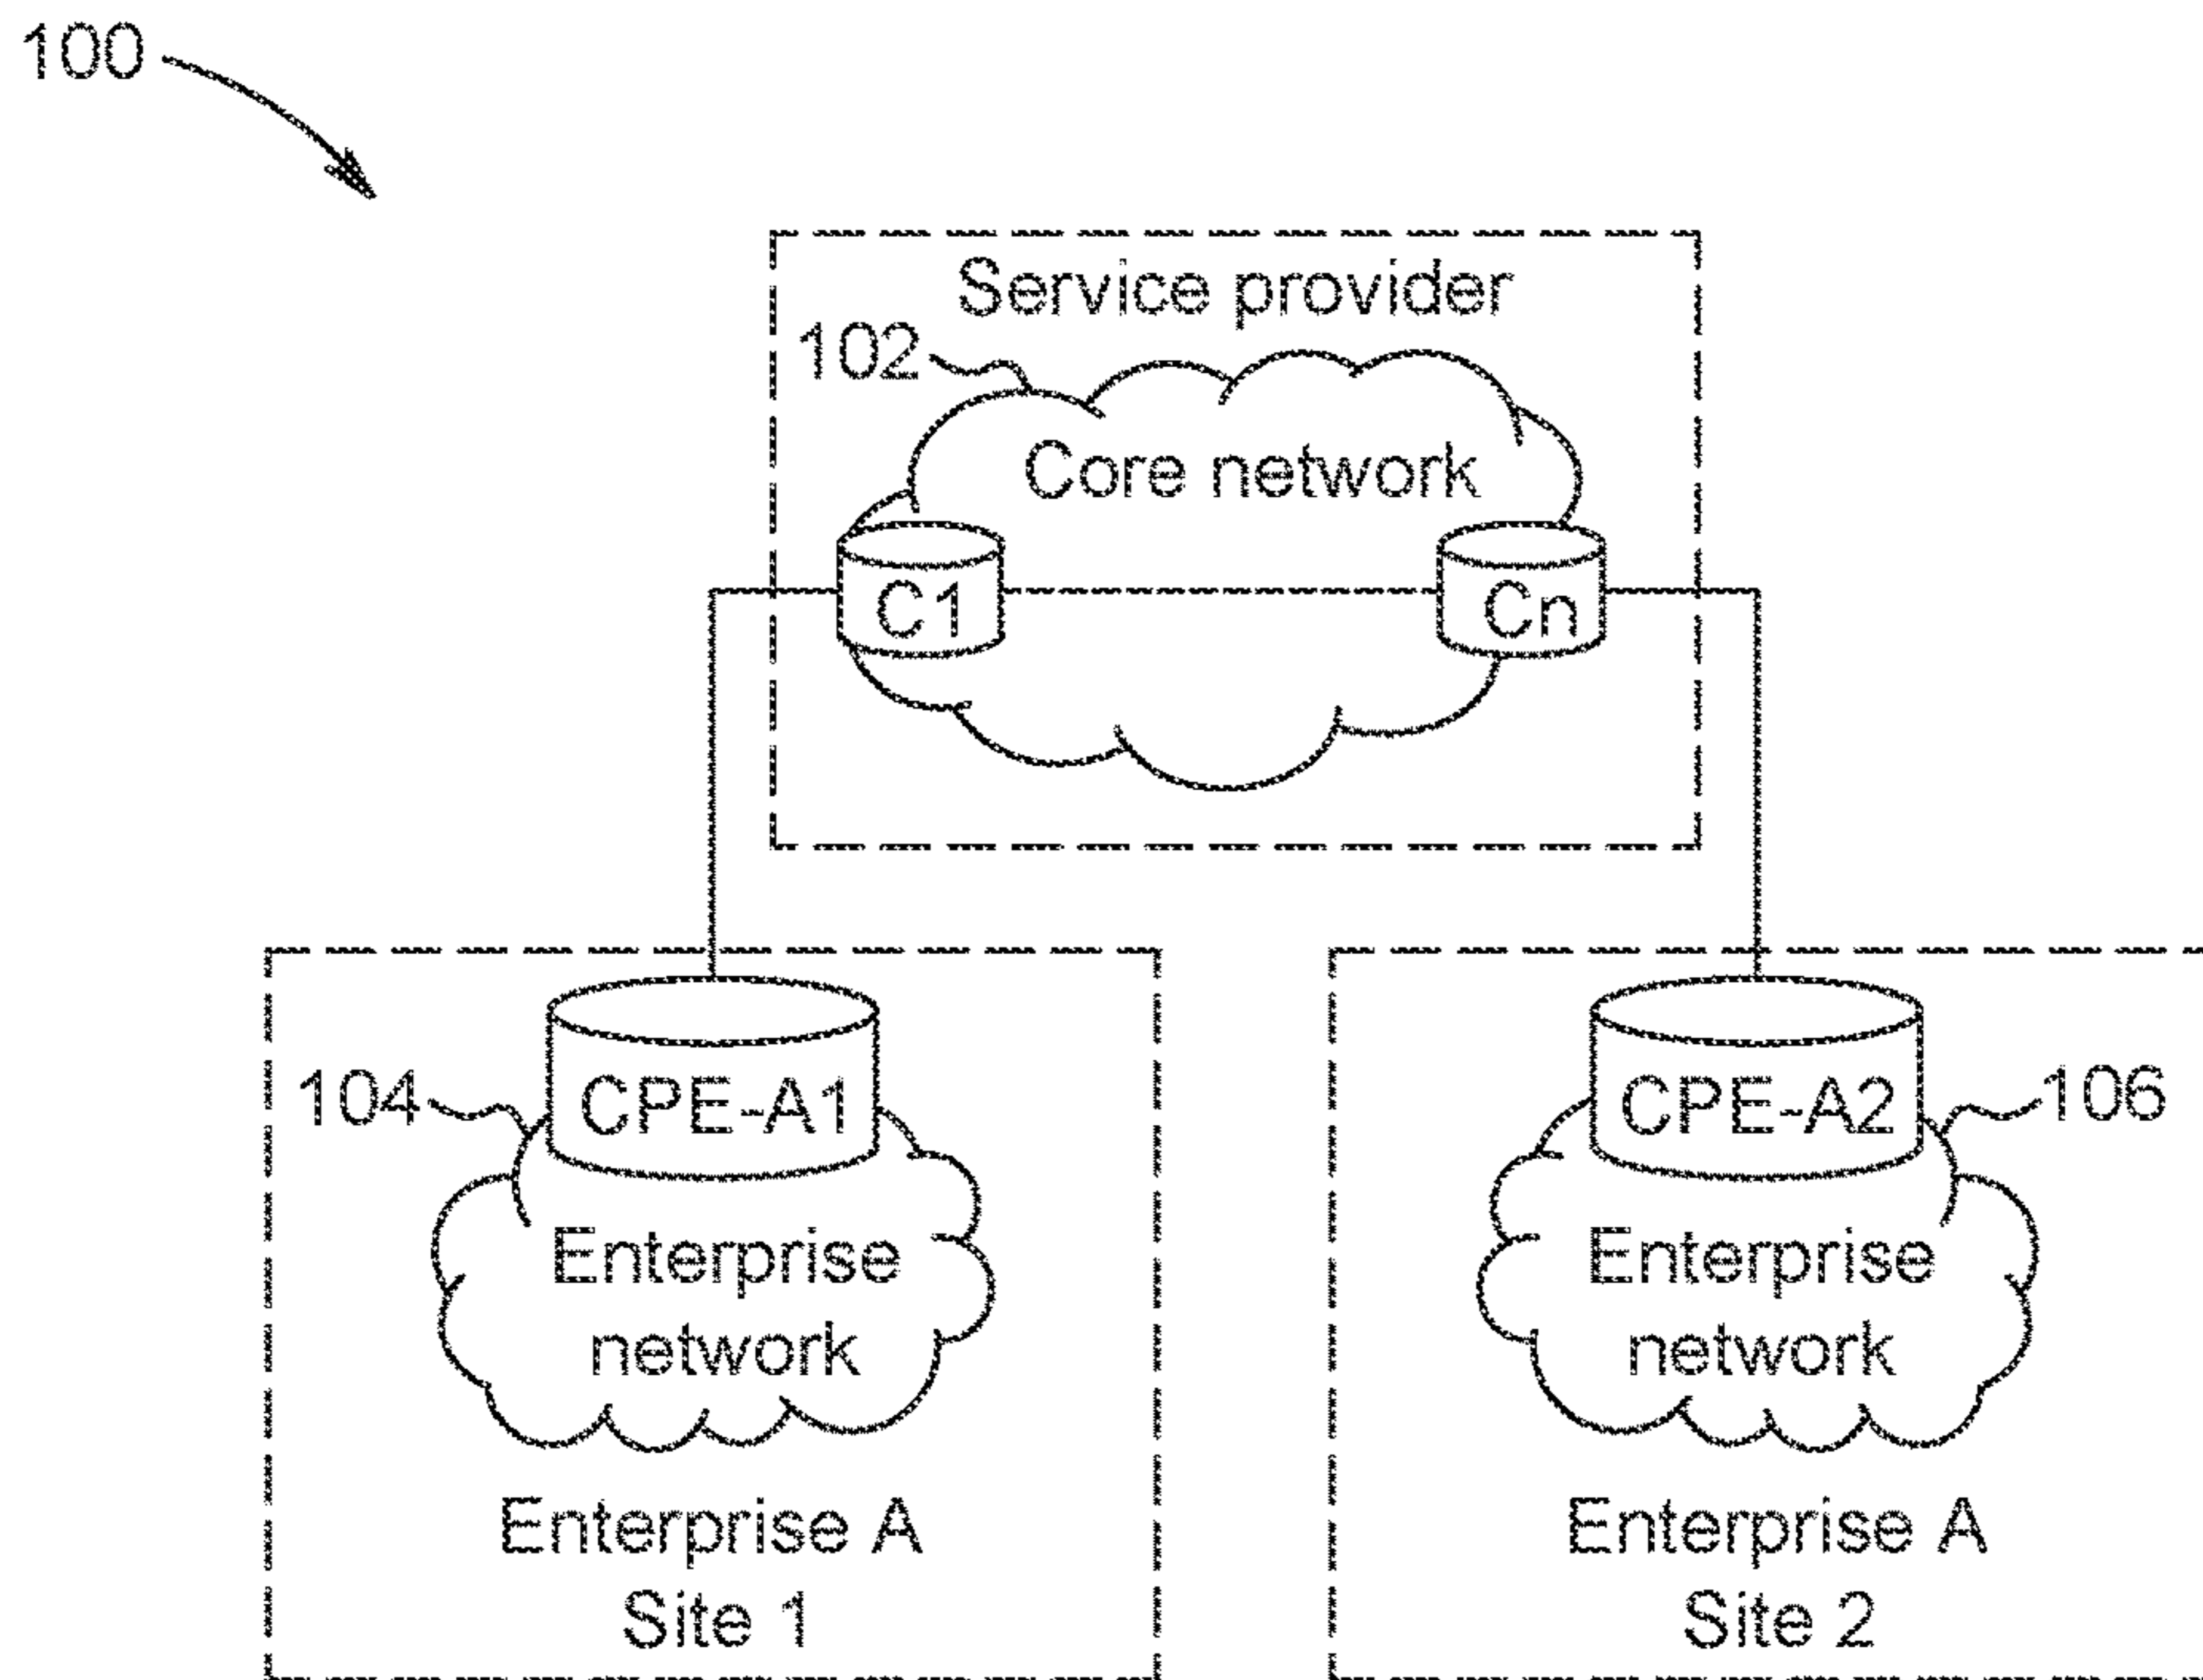 100
Service provider
102
Core network
C1
Cn
104
CPE-A1
CPE-A2
106
Enterprise
network
Enterprise
network
Enterprise A
Site 1
Enterprise A
Site 2